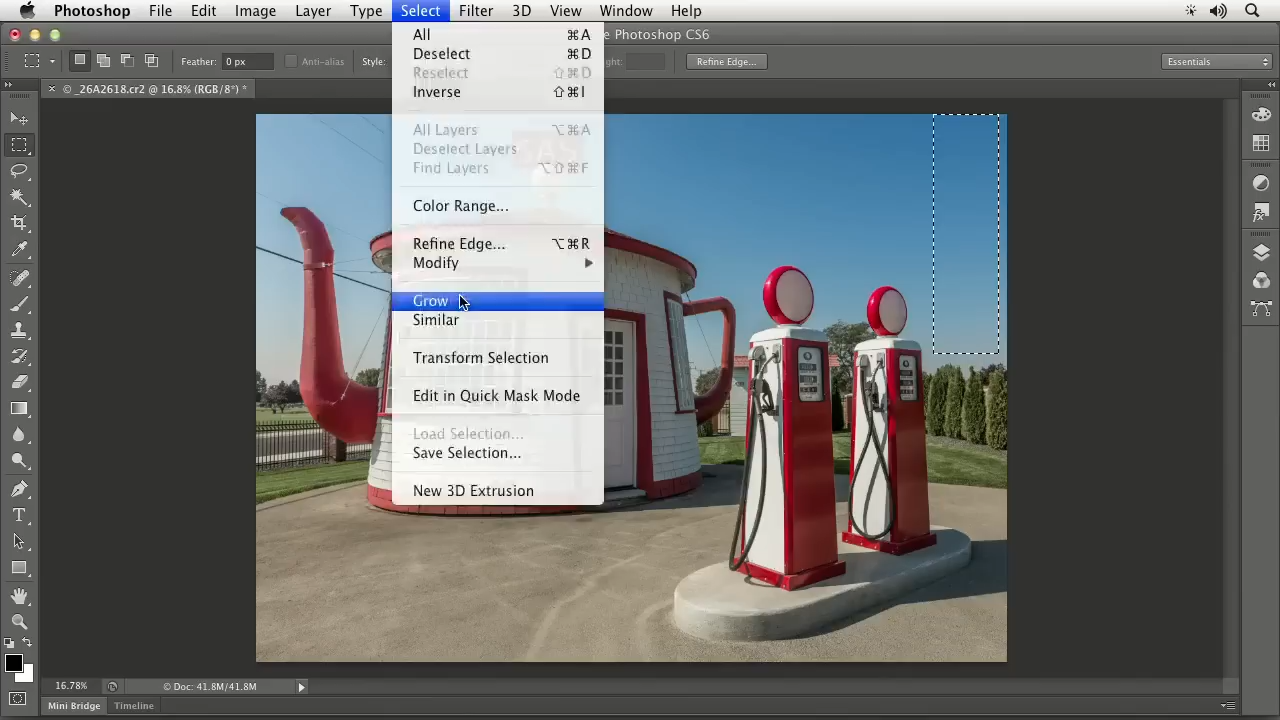 Photoshop File Edit Image Layer Type Select Filter 3D View Window Help
e Photoshop CS6
Feather: 0 px Anti-alias Style: ght: Refine Edge... Essentials
× © _26A2618.cr2 @ 16.8% (RGB/8*) *
All ⌘A
Deselect ⌘D
Reselect ⇧⌘D
Inverse ⇧⌘I
All Layers ⌥⌘A
Deselect Layers
Find Layers ⌥⇧⌘F
Color Range...
Refine Edge... ⌥⌘R
Modify
Grow
Similar
Transform Selection
Edit in Quick Mask Mode
Load Selection...
Save Selection...
New 3D Extrusion
GAS
16.78% © Doc: 41.8M/41.8M
Mini Bridge Timeline